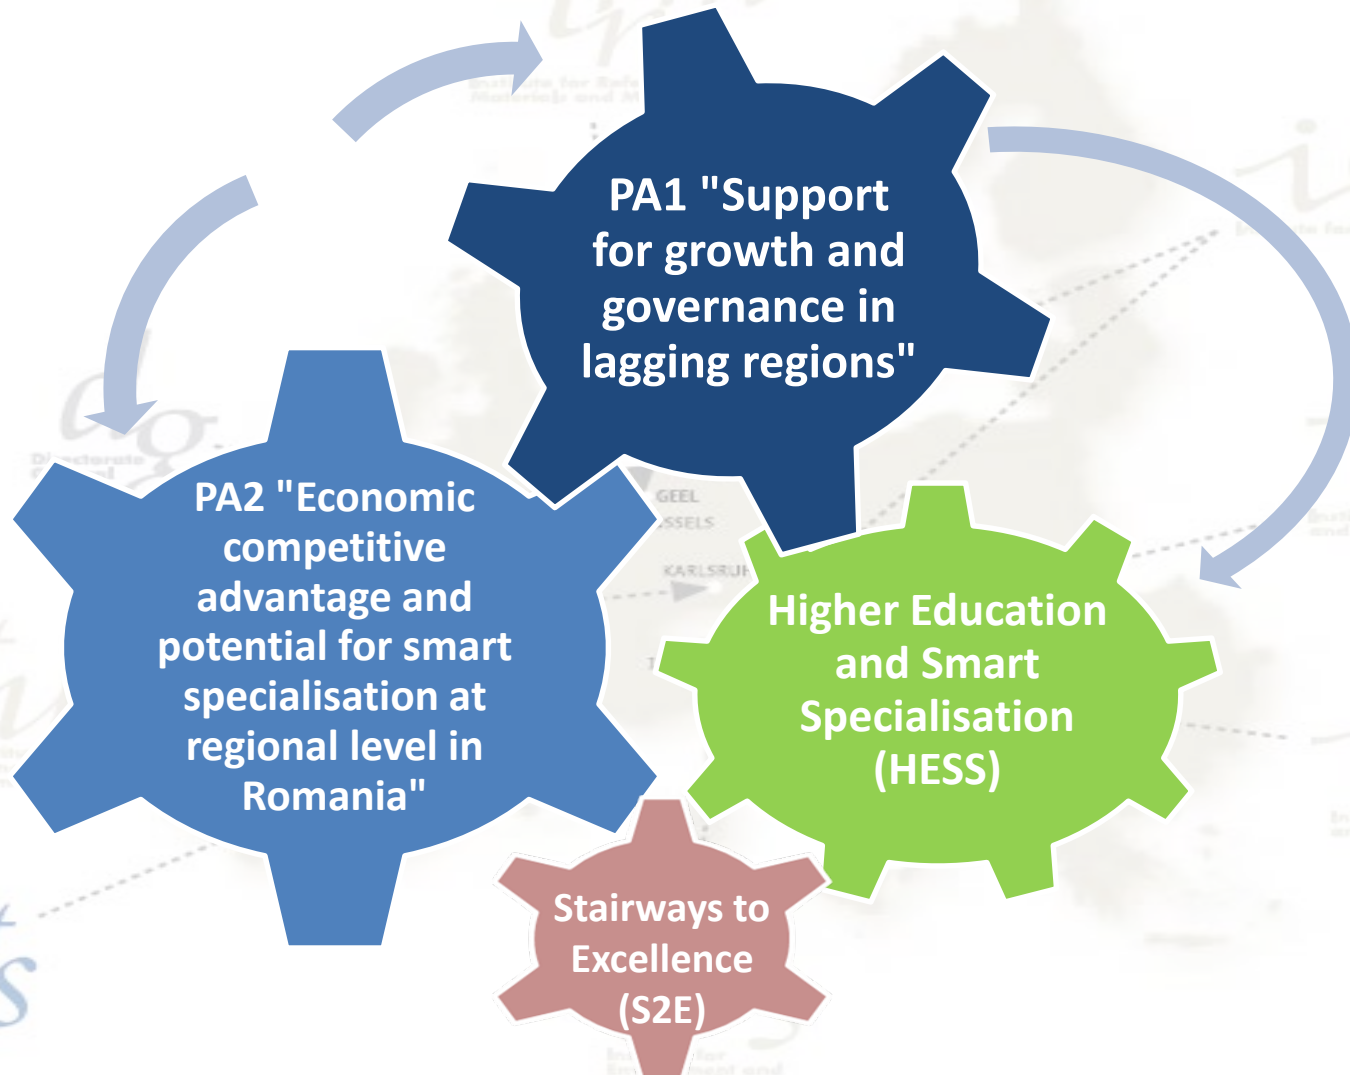 PA1 "Support
for growth and
governance in
lagging regions"
PA2 "Economic
competitive
advantage and
potential for smart
specialisation at
regional level in
Romania"
GEEL
KARLSRUH
Higher Education
and Smart
Specialisation
(HESS)
Stairways to
Excellence
(S2E)